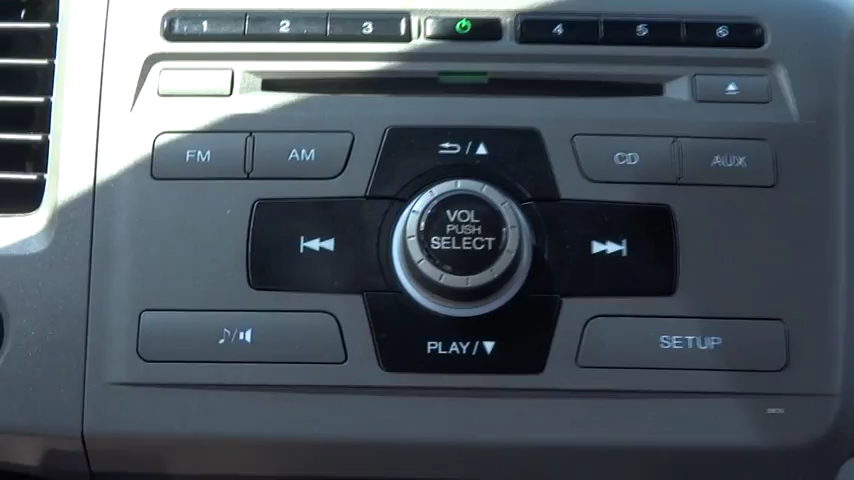 1 2 3 4 5 6
FM AM CD AUX
VOL
PUSH
SELECT
PLAY/
SETUP